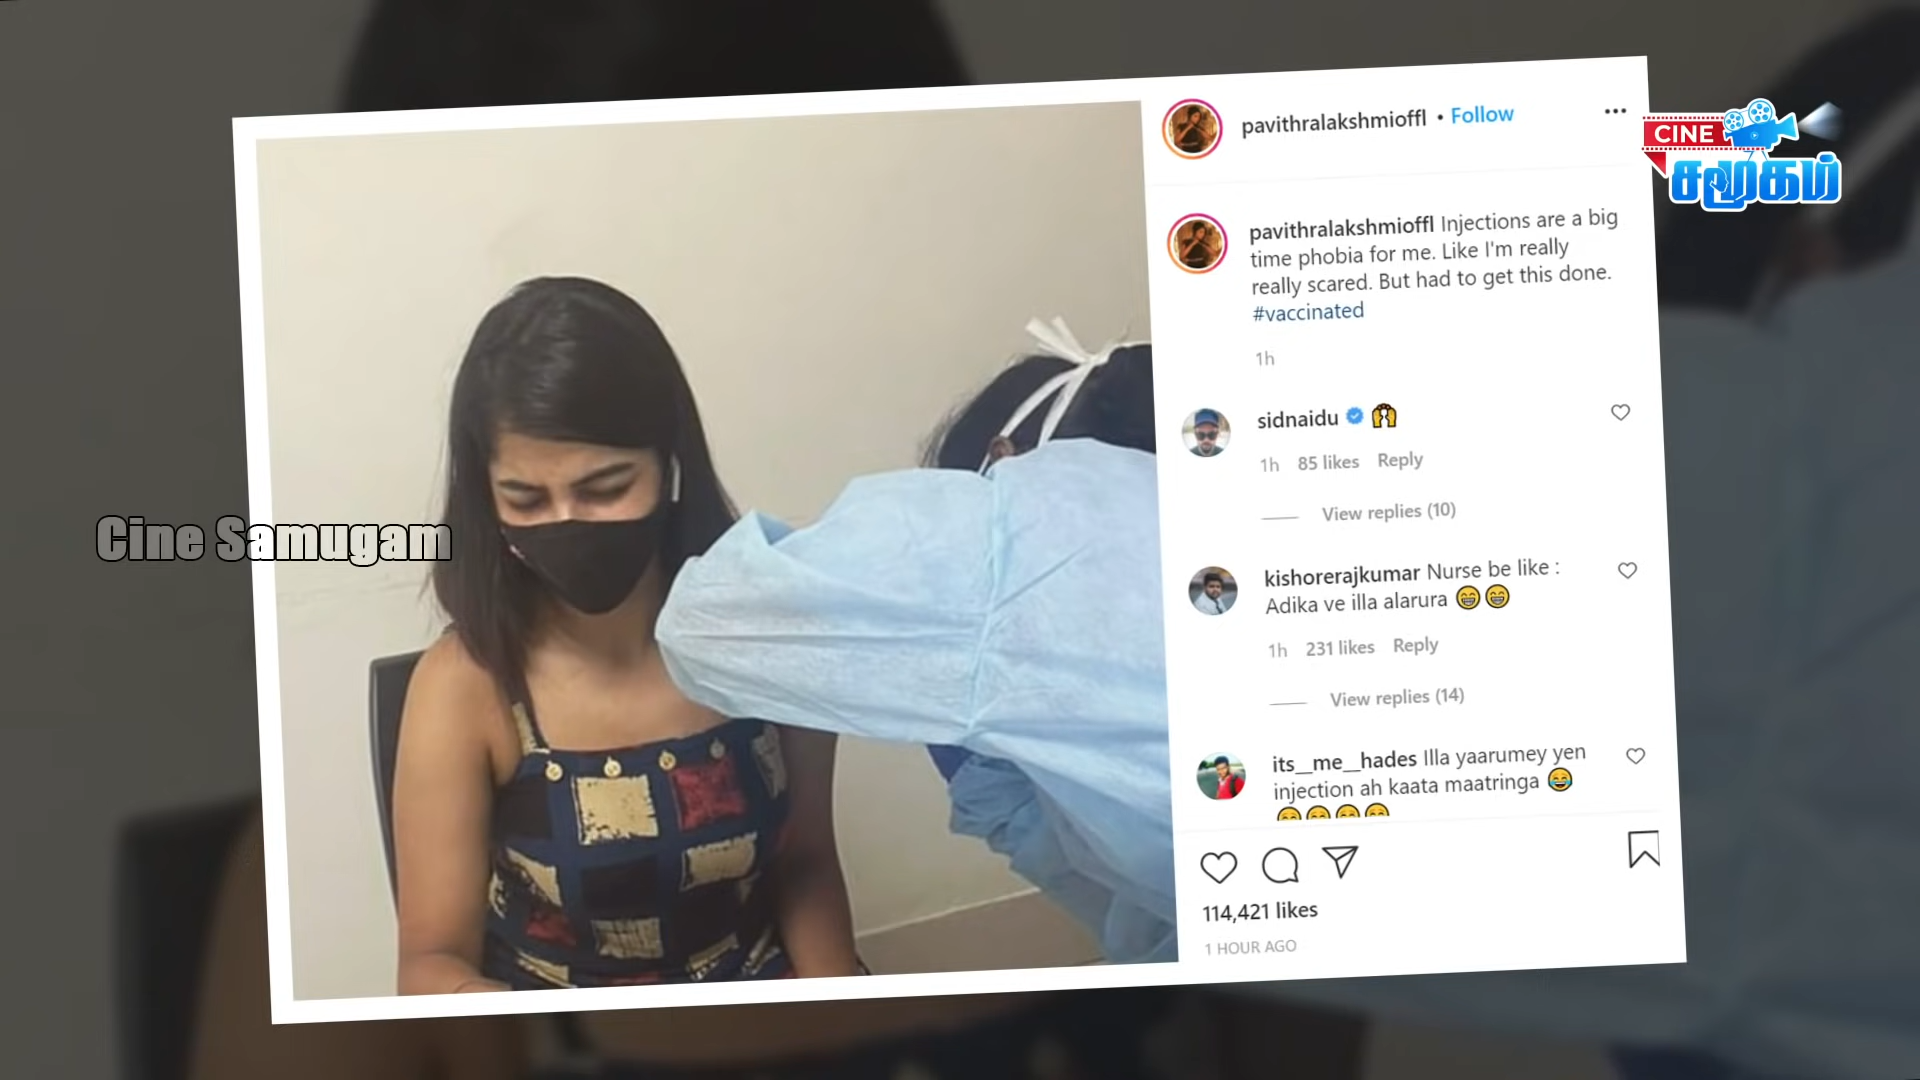 pavithralakshmioffl • Follow
CINE
சமூகம்
pavithralakshmioffl Injections are a big
time phobia for me. Like I'm really
really scared. But had to get this done.
#vaccinated
1h
sidnaidu
1h 85 likes Reply
View replies (10)
kishorerajkumar Nurse be like :
Adika ve illa alarura 😁😁
1h 231 likes Reply
View replies (14)
its__me__hades Illa yaarumey yen
injection ah kaata maatringa 😂
Cine Samugam
114,421 likes
1 HOUR AGO